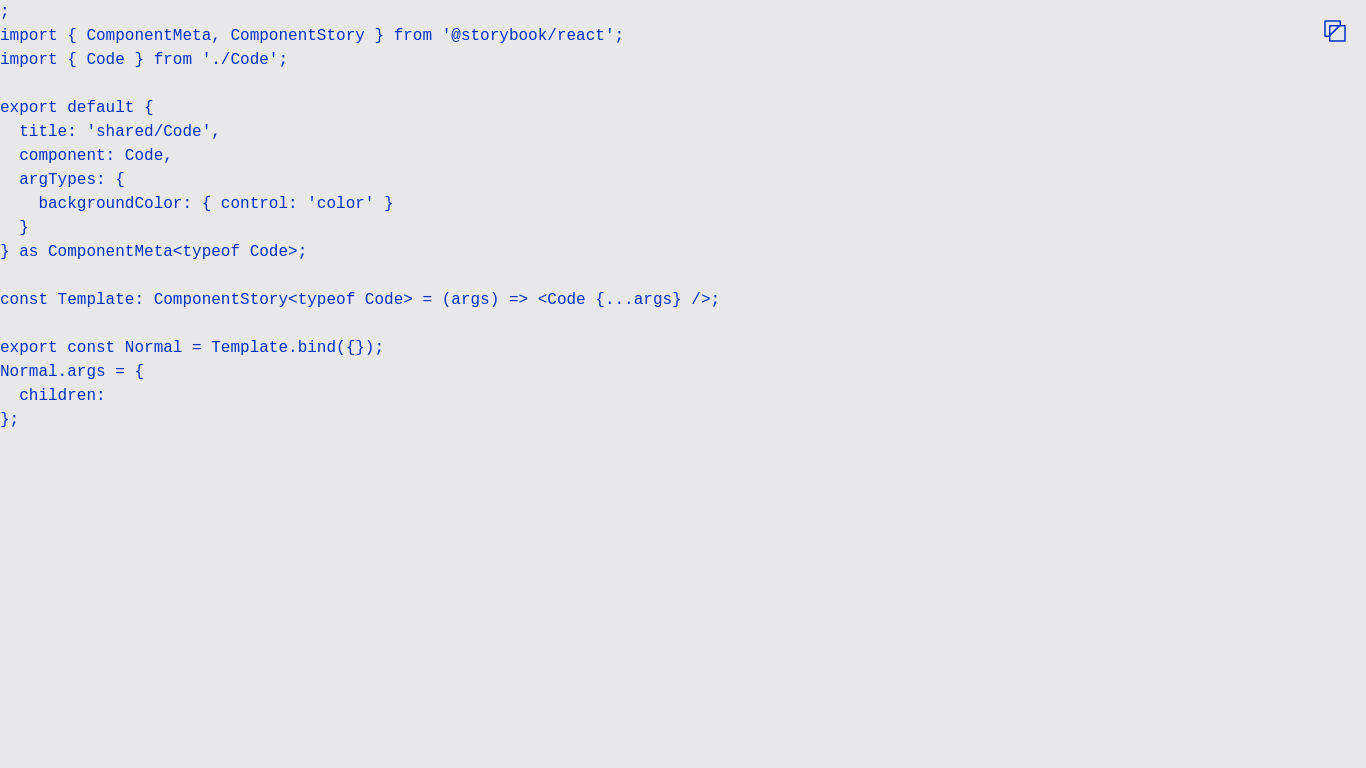 ;
import { ComponentMeta, ComponentStory } from '@storybook/react';
import { Code } from './Code';

export default {
  title: 'shared/Code',
  component: Code,
  argTypes: {
    backgroundColor: { control: 'color' }
  }
} as ComponentMeta<typeof Code>;

const Template: ComponentStory<typeof Code> = (args) => <Code {...args} />;

export const Normal = Template.bind({});
Normal.args = {
  children:
};